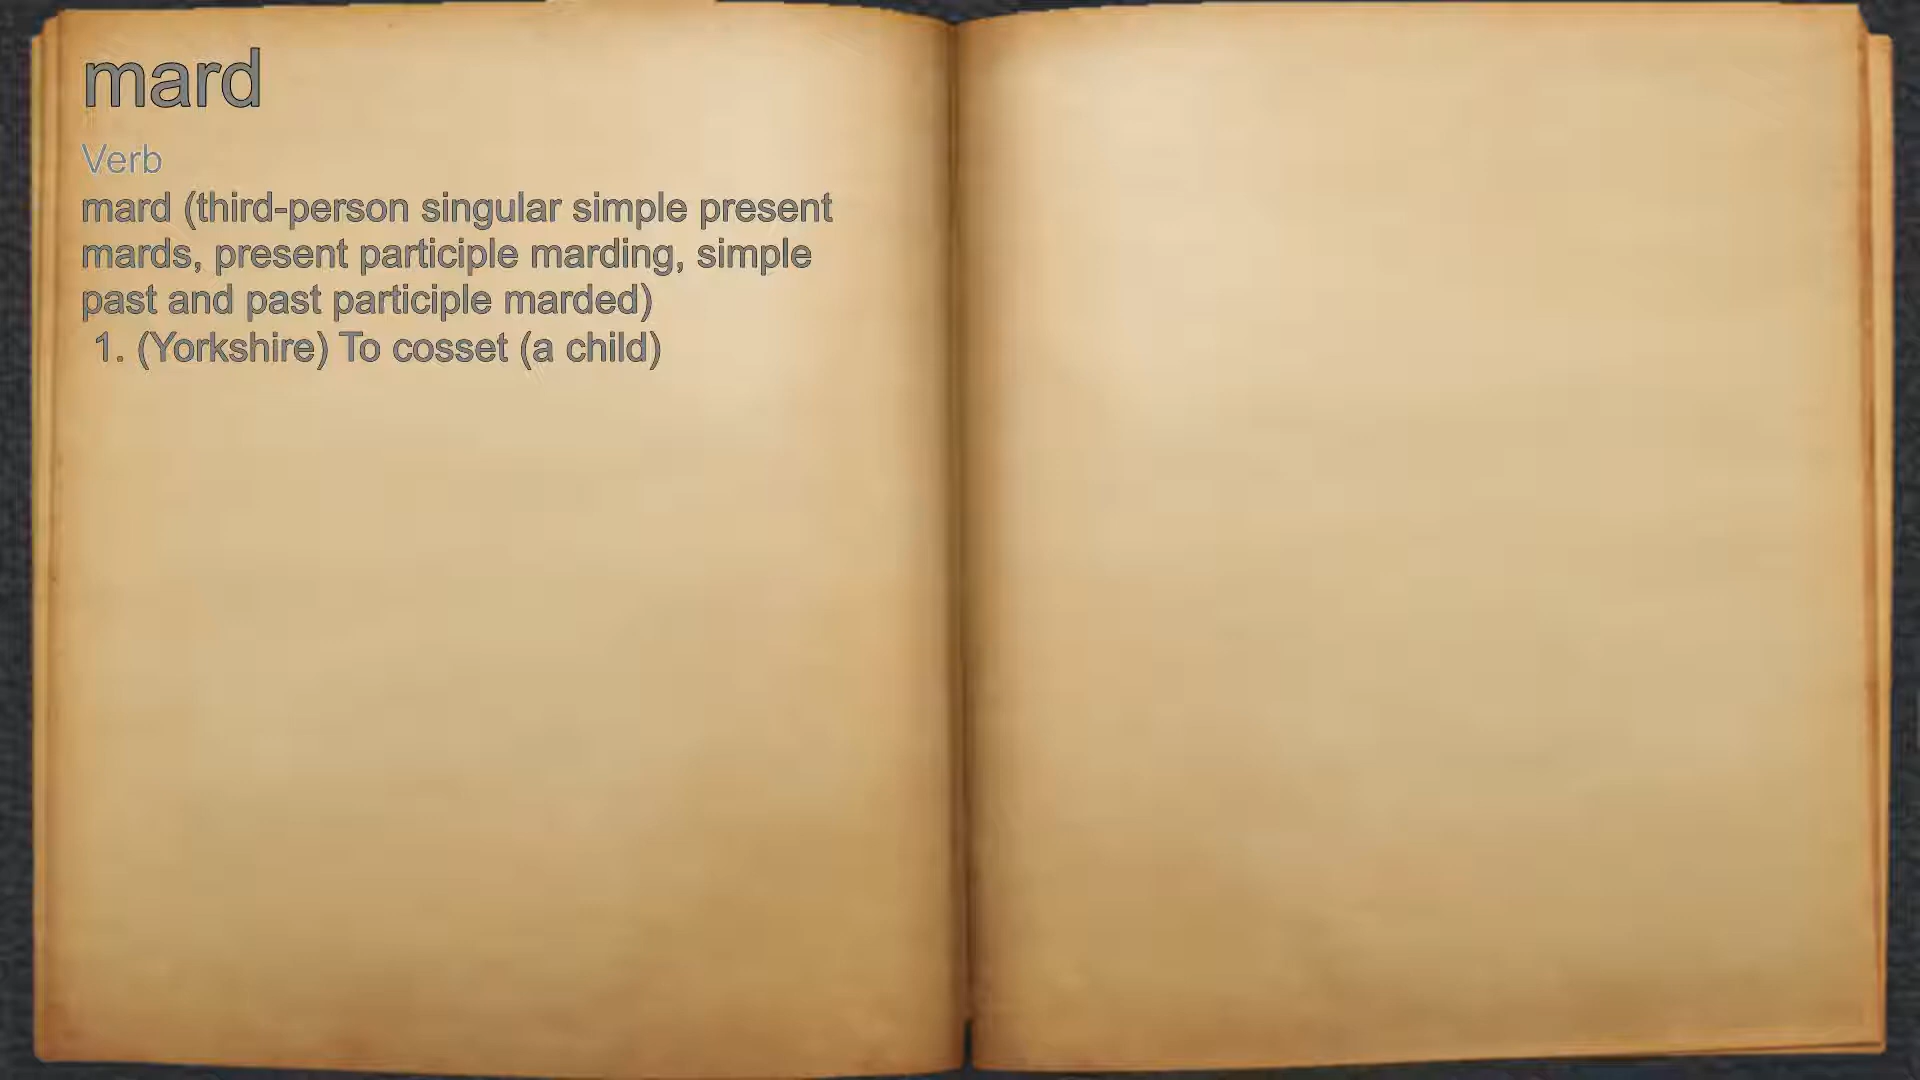 mard
Verb
mard (third-person singular simple present
mards, present participle marding, simple
past and past participle marded)
1. (Yorkshire) To cosset (a child)